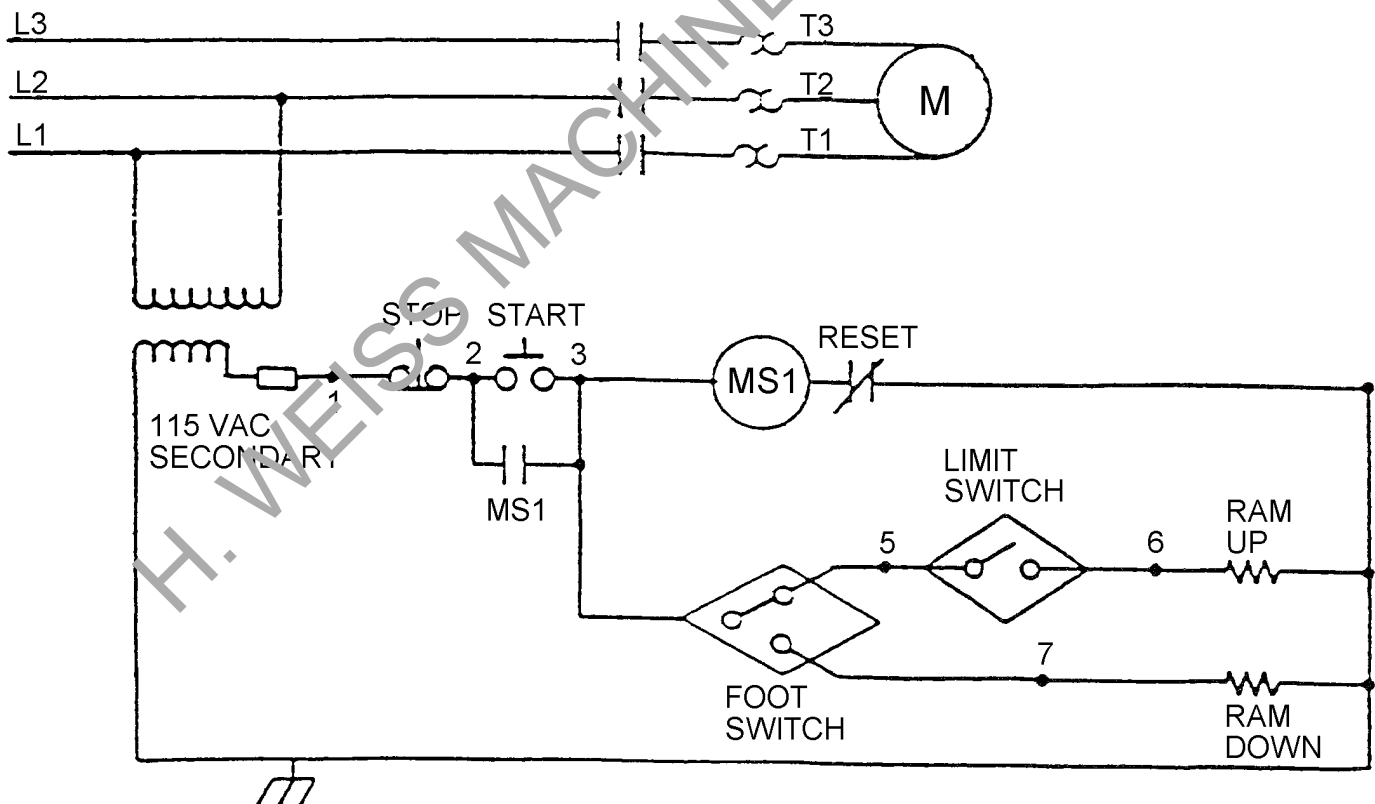 L3
T3
L2
T2
M
L1
T1
H. WEISS MACHINE
STOP
START
2
3
1
MS1
RESET
115 VAC
SECONDARY
MS1
LIMIT
SWITCH
5
6
RAM
UP
7
FOOT
SWITCH
RAM
DOWN